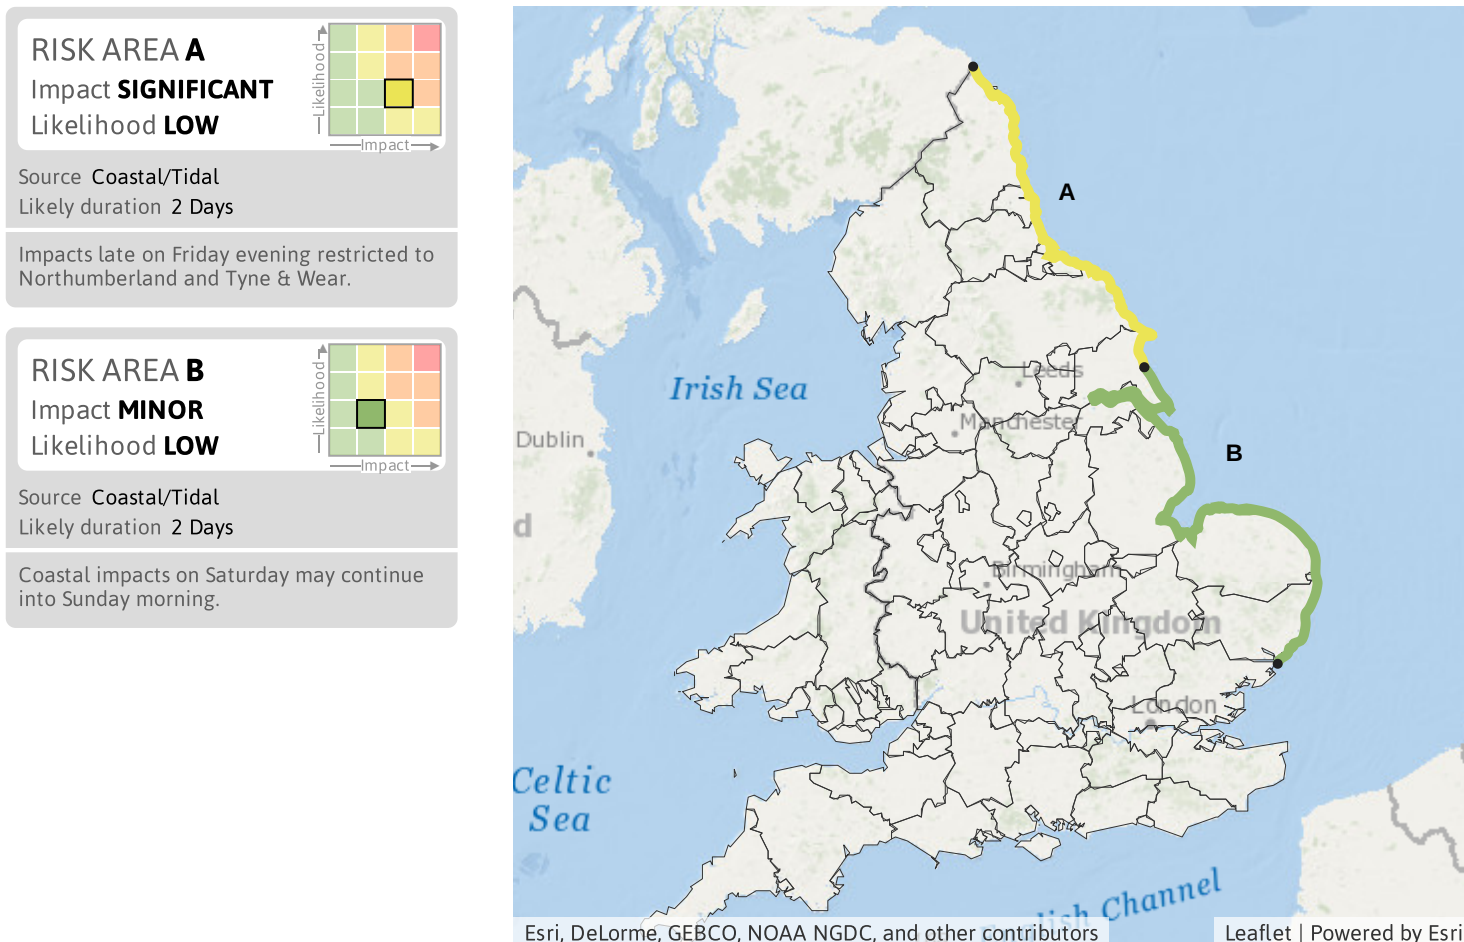 RISK AREA A
Impact SIGNIFICANT
Likelihood LOW
Likelihood
Impact
Source Coastal/Tidal
Likely duration 2 Days
Impacts late on Friday evening restricted to
Northumberland and Tyne & Wear.
RISK AREA B
Impact MINOR
Likelihood LOW
Likelihood
Impact
Source Coastal/Tidal
Likely duration 2 Days
Coastal impacts on Saturday may continue
into Sunday morning.
A
Leeds
Irish Sea
Manchester
Dublin
B
d
Birmingham
United Kingdom
London
Celtic
Sea
lish Channel
Esri, DeLorme, GEBCO, NOAA NGDC, and other contributors
Leaflet | Powered by Esri